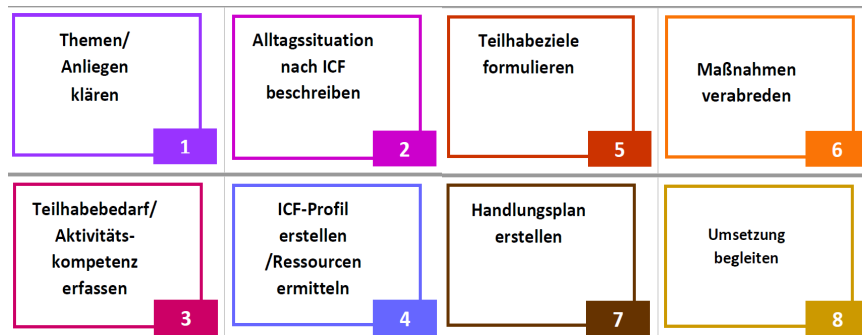 Themen/
Anliegen
klären
1
Alltagssituation
nach ICF
beschreiben
2
Teilhabebedarf/
Aktivitäts-
kompetenz
erfassen
3
ICF-Profil
erstellen
/Ressourcen
ermitteln
4
Teilhabeziele
formulieren
5
Maßnahmen
verabreden
6
Handlungsplan
erstellen
7
Umsetzung
begleiten
8